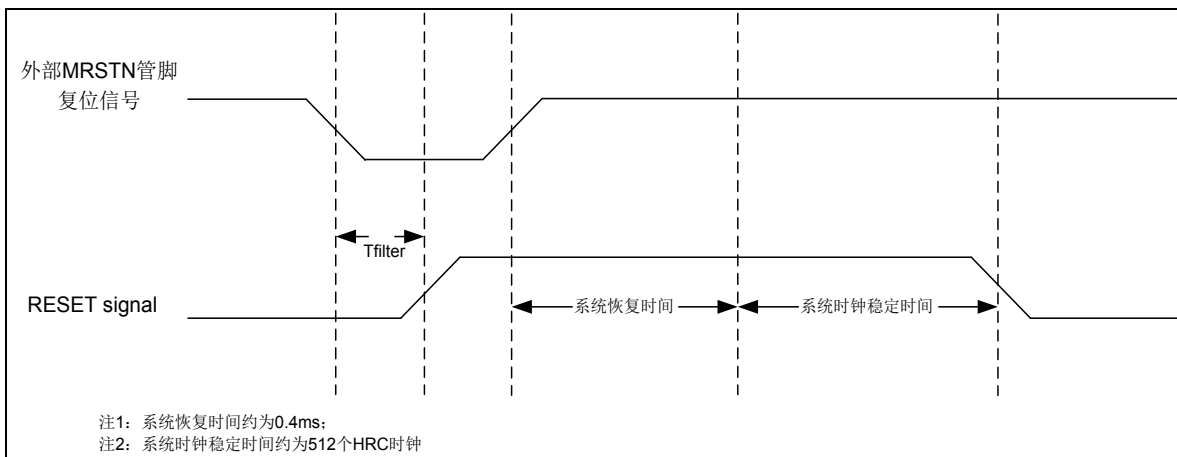 外部MRSTN管脚
复位信号
Tfilter
RESET signal
系统恢复时间
系统时钟稳定时间
注1：系统恢复时间约为0.4ms；
注2：系统时钟稳定时间约为512个HRC时钟